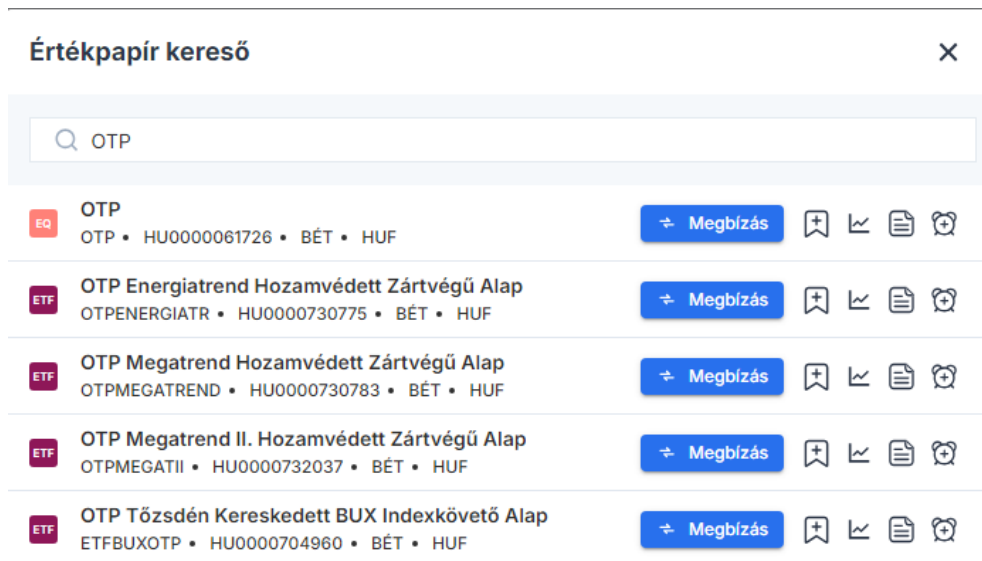 Értékpapír kereső
OTP
EQ
OTP
Megbízás
OTP • HU0000061726 • BÉT • HUF
ETF
OTP Energiatrend Hozamvédett Zártvégű Alap
Megbízás
OTPENERGIATR • HU0000730775 • BÉT • HUF
ETF
OTP Megatrend Hozamvédett Zártvégű Alap
Megbízás
OTPMEGATREND • HU0000730783 • BÉT • HUF
ETF
OTP Megatrend II. Hozamvédett Zártvégű Alap
Megbízás
OTPMEGATII • HU0000732037 • BÉT • HUF
ETF
OTP Tőzsdén Kereskedett BUX Indexkövető Alap
Megbízás
ETFBUXOTP • HU0000704960 • BÉT • HUF